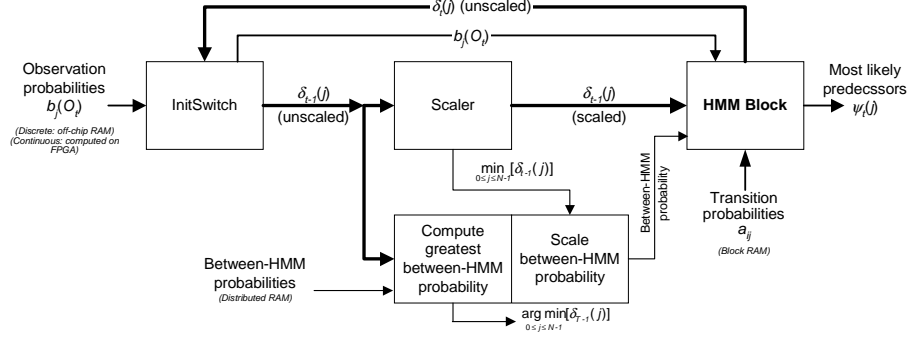 δt(j) (unscaled)
bj(Ot)
Observation
probabilities
bj(Ot)
(Discrete: off-chip RAM)
(Continuous: computed on
FPGA)
InitSwitch
δt-1(j)
(unscaled)
Scaler
δt-1(j)
(scaled)
HMM Block
Most likely
predecssors
ψt(j)
min [δt-1(j)]
0≤ j≤ N-1
Between-HMM
probability
Transition
probabilities
aij
(Block RAM)
Between-HMM
probabilities
(Distributed RAM)
Compute
greatest
between-HMM
probability
Scale
between-HMM
probability
arg min[δT-1(j)]
0≤ j≤ N-1